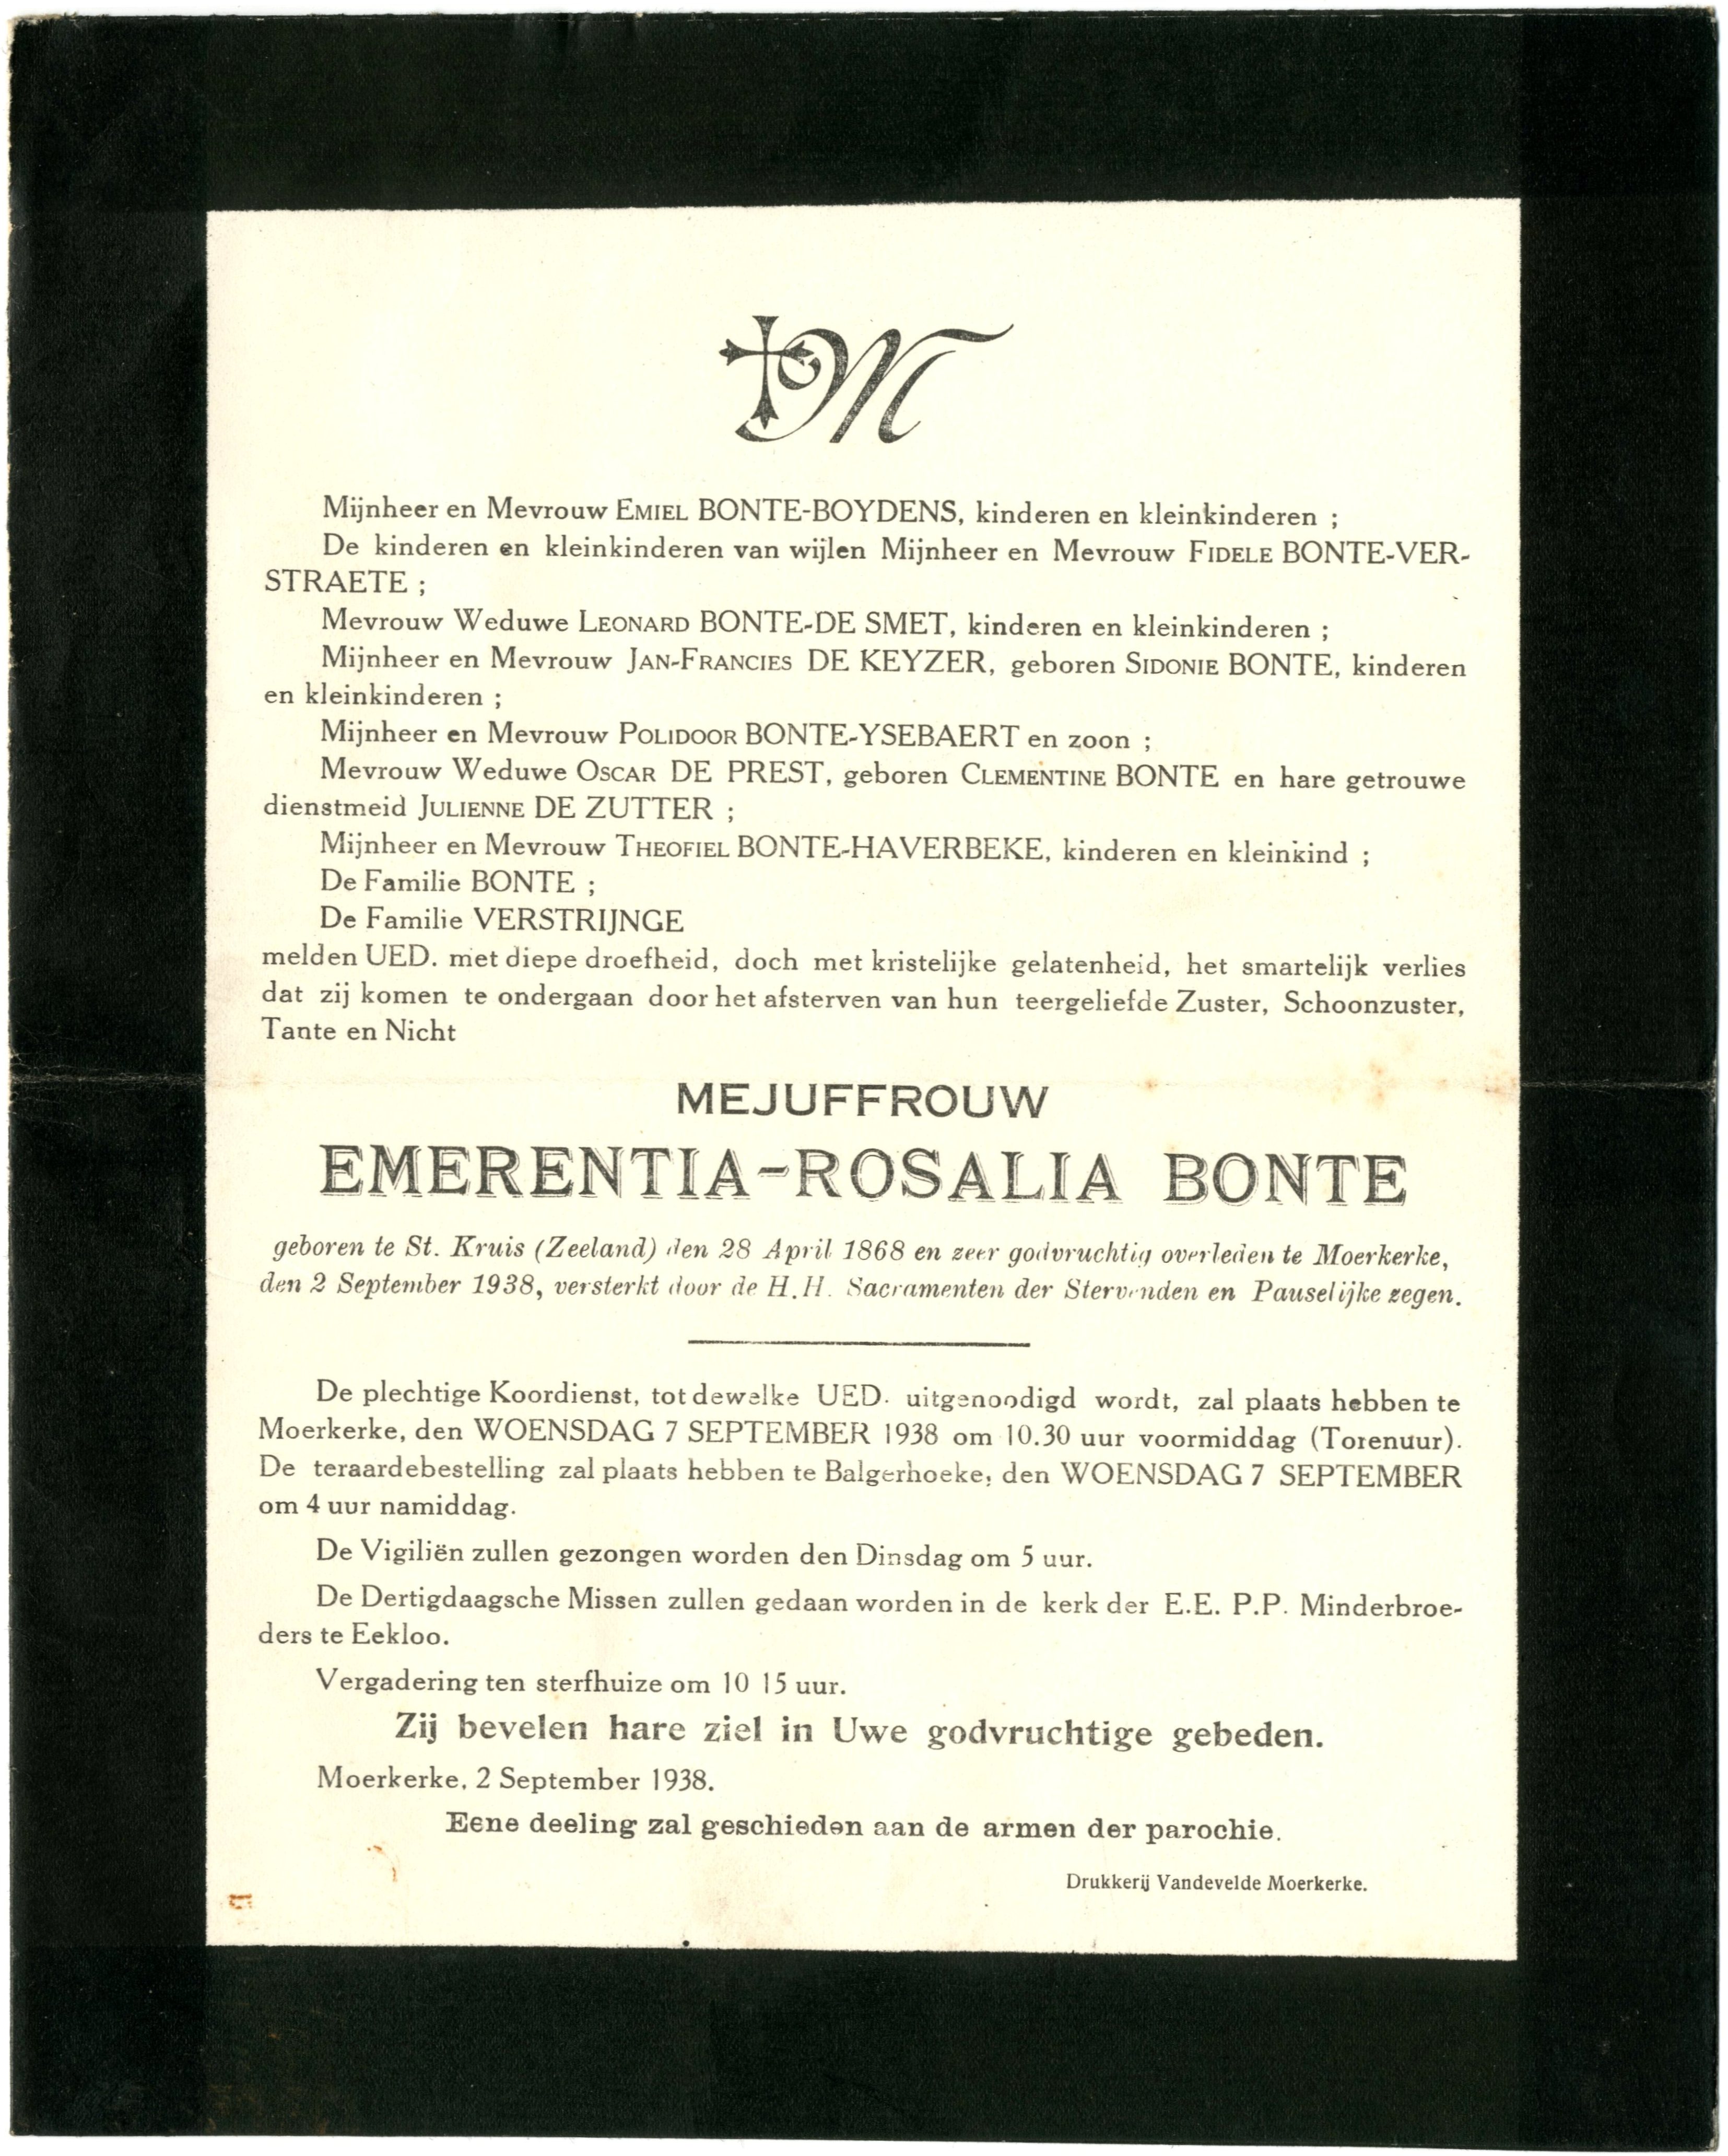 M
Mijnheer en Mevrouw EMIEL BONTE-BOYDENS, kinderen en kleinkinderen ;
De kinderen en kleinkinderen van wijlen Mijnheer en Mevrouw FIDELE BONTE-VER-
STRAETE ;
Mevrouw Weduwe LEONARD BONTE-DE SMET, kinderen en kleinkinderen ;
Mijnheer en Mevrouw JAN-FRANCIES DE KEYZER, geboren SIDONIE BONTE, kinderen
en kleinkinderen ;
Mijnheer en Mevrouw POLIDOOR BONTE-YSEBAERT en zoon ;
Mevrouw Weduwe OSCAR DE PREST, geboren CLEMENTINE BONTE en hare getrouwe
dienstmeid JULIENNE DE ZUTTER ;
Mijnheer en Mevrouw THEOFIEL BONTE-HAVERBEKE, kinderen en kleinkind ;
De Familie BONTE ;
De Familie VERSTRIJNGE
melden UED. met diepe droefheid, doch met kristelijke gelatenheid, het smartelijk verlies
dat zij komen te ondergaan door het afsterven van hun teergeliefde Zuster, Schoonzuster,
Tante en Nicht
MEJUFFROUW
EMERENTIA-ROSALIA BONTE
geboren te St. Kruis (Zeeland) den 28 April 1868 en zeer godvruchtig overleden te Moerkerke,
den 2 September 1938, versterkt door de H.H. Sacramenten der Stervenden en Pauselijke zegen.
De plechtige Koordienst, tot dewelke UED. uitgenoodigd wordt, zal plaats hebben te
Moerkerke, den WOENSDAG 7 SEPTEMBER 1938 om 10.30 uur voormiddag (Torenuur).
De teraardebestelling zal plaats hebben te Balgerhoeke, den WOENSDAG 7 SEPTEMBER
om 4 uur namiddag.
De Vigiliën zullen gezongen worden den Dinsdag om 5 uur.
De Dertigdaagsche Missen zullen gedaan worden in de kerk der E.E. P.P. Minderbroe-
ders te Eekloo.
Vergadering ten sterfhuize om 10 15 uur.
Zij bevelen hare ziel in Uwe godvruchtige gebeden.
Moerkerke, 2 September 1938.
Eene deeling zal geschieden aan de armen der parochie.
Drukkerij Vandevelde Moerkerke.